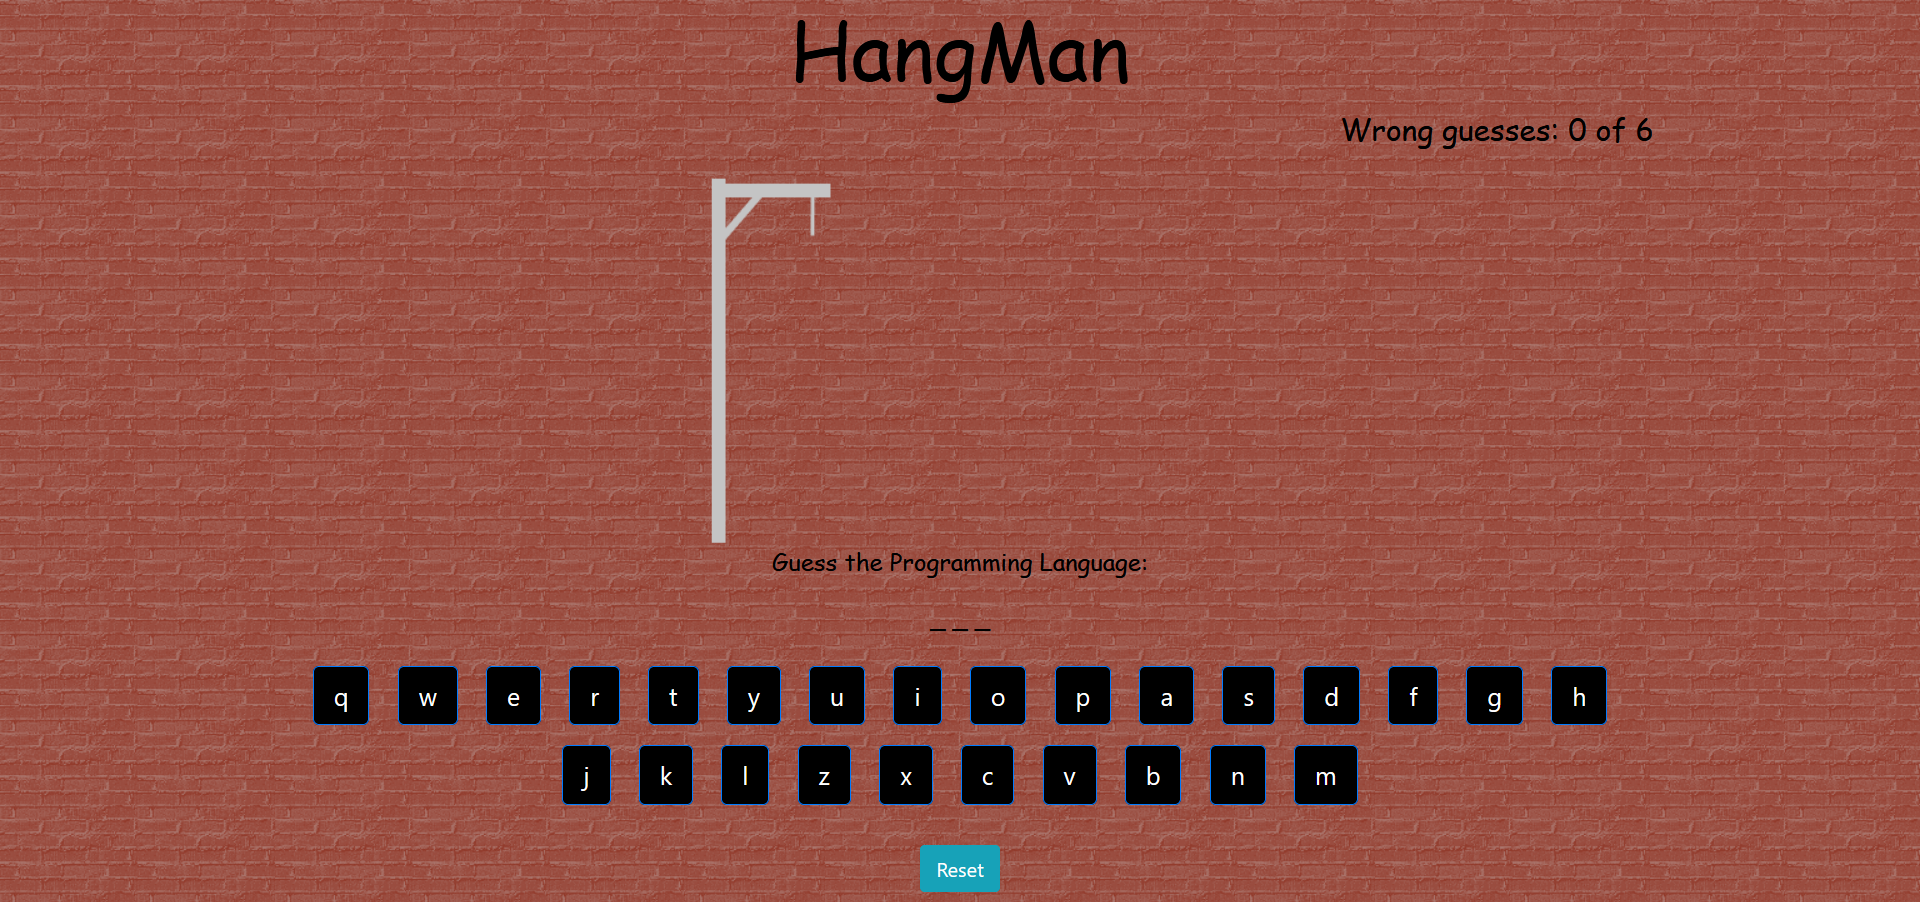 HangMan
Wrong guesses: 0 of 6
Guess the Programming Language:
_ _ _
q w e r t y u i o p a s d f g h
j k l z x c v b n m
Reset